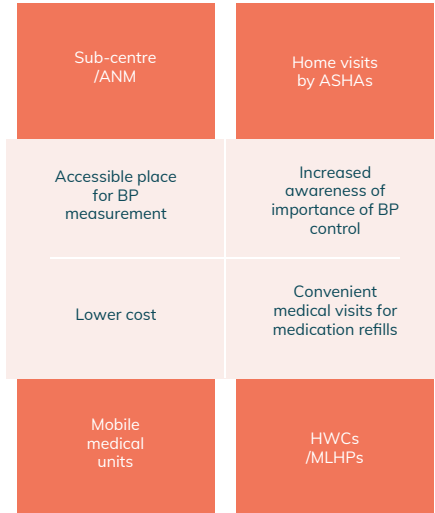 Sub-centre
/ANM
Home visits
by ASHAs
Accessible place
for BP
measurement
Increased
awareness of
importance of BP
control
Lower cost
Convenient
medical visits for
medication refills
Mobile
medical
units
HWCs
/MLHPs